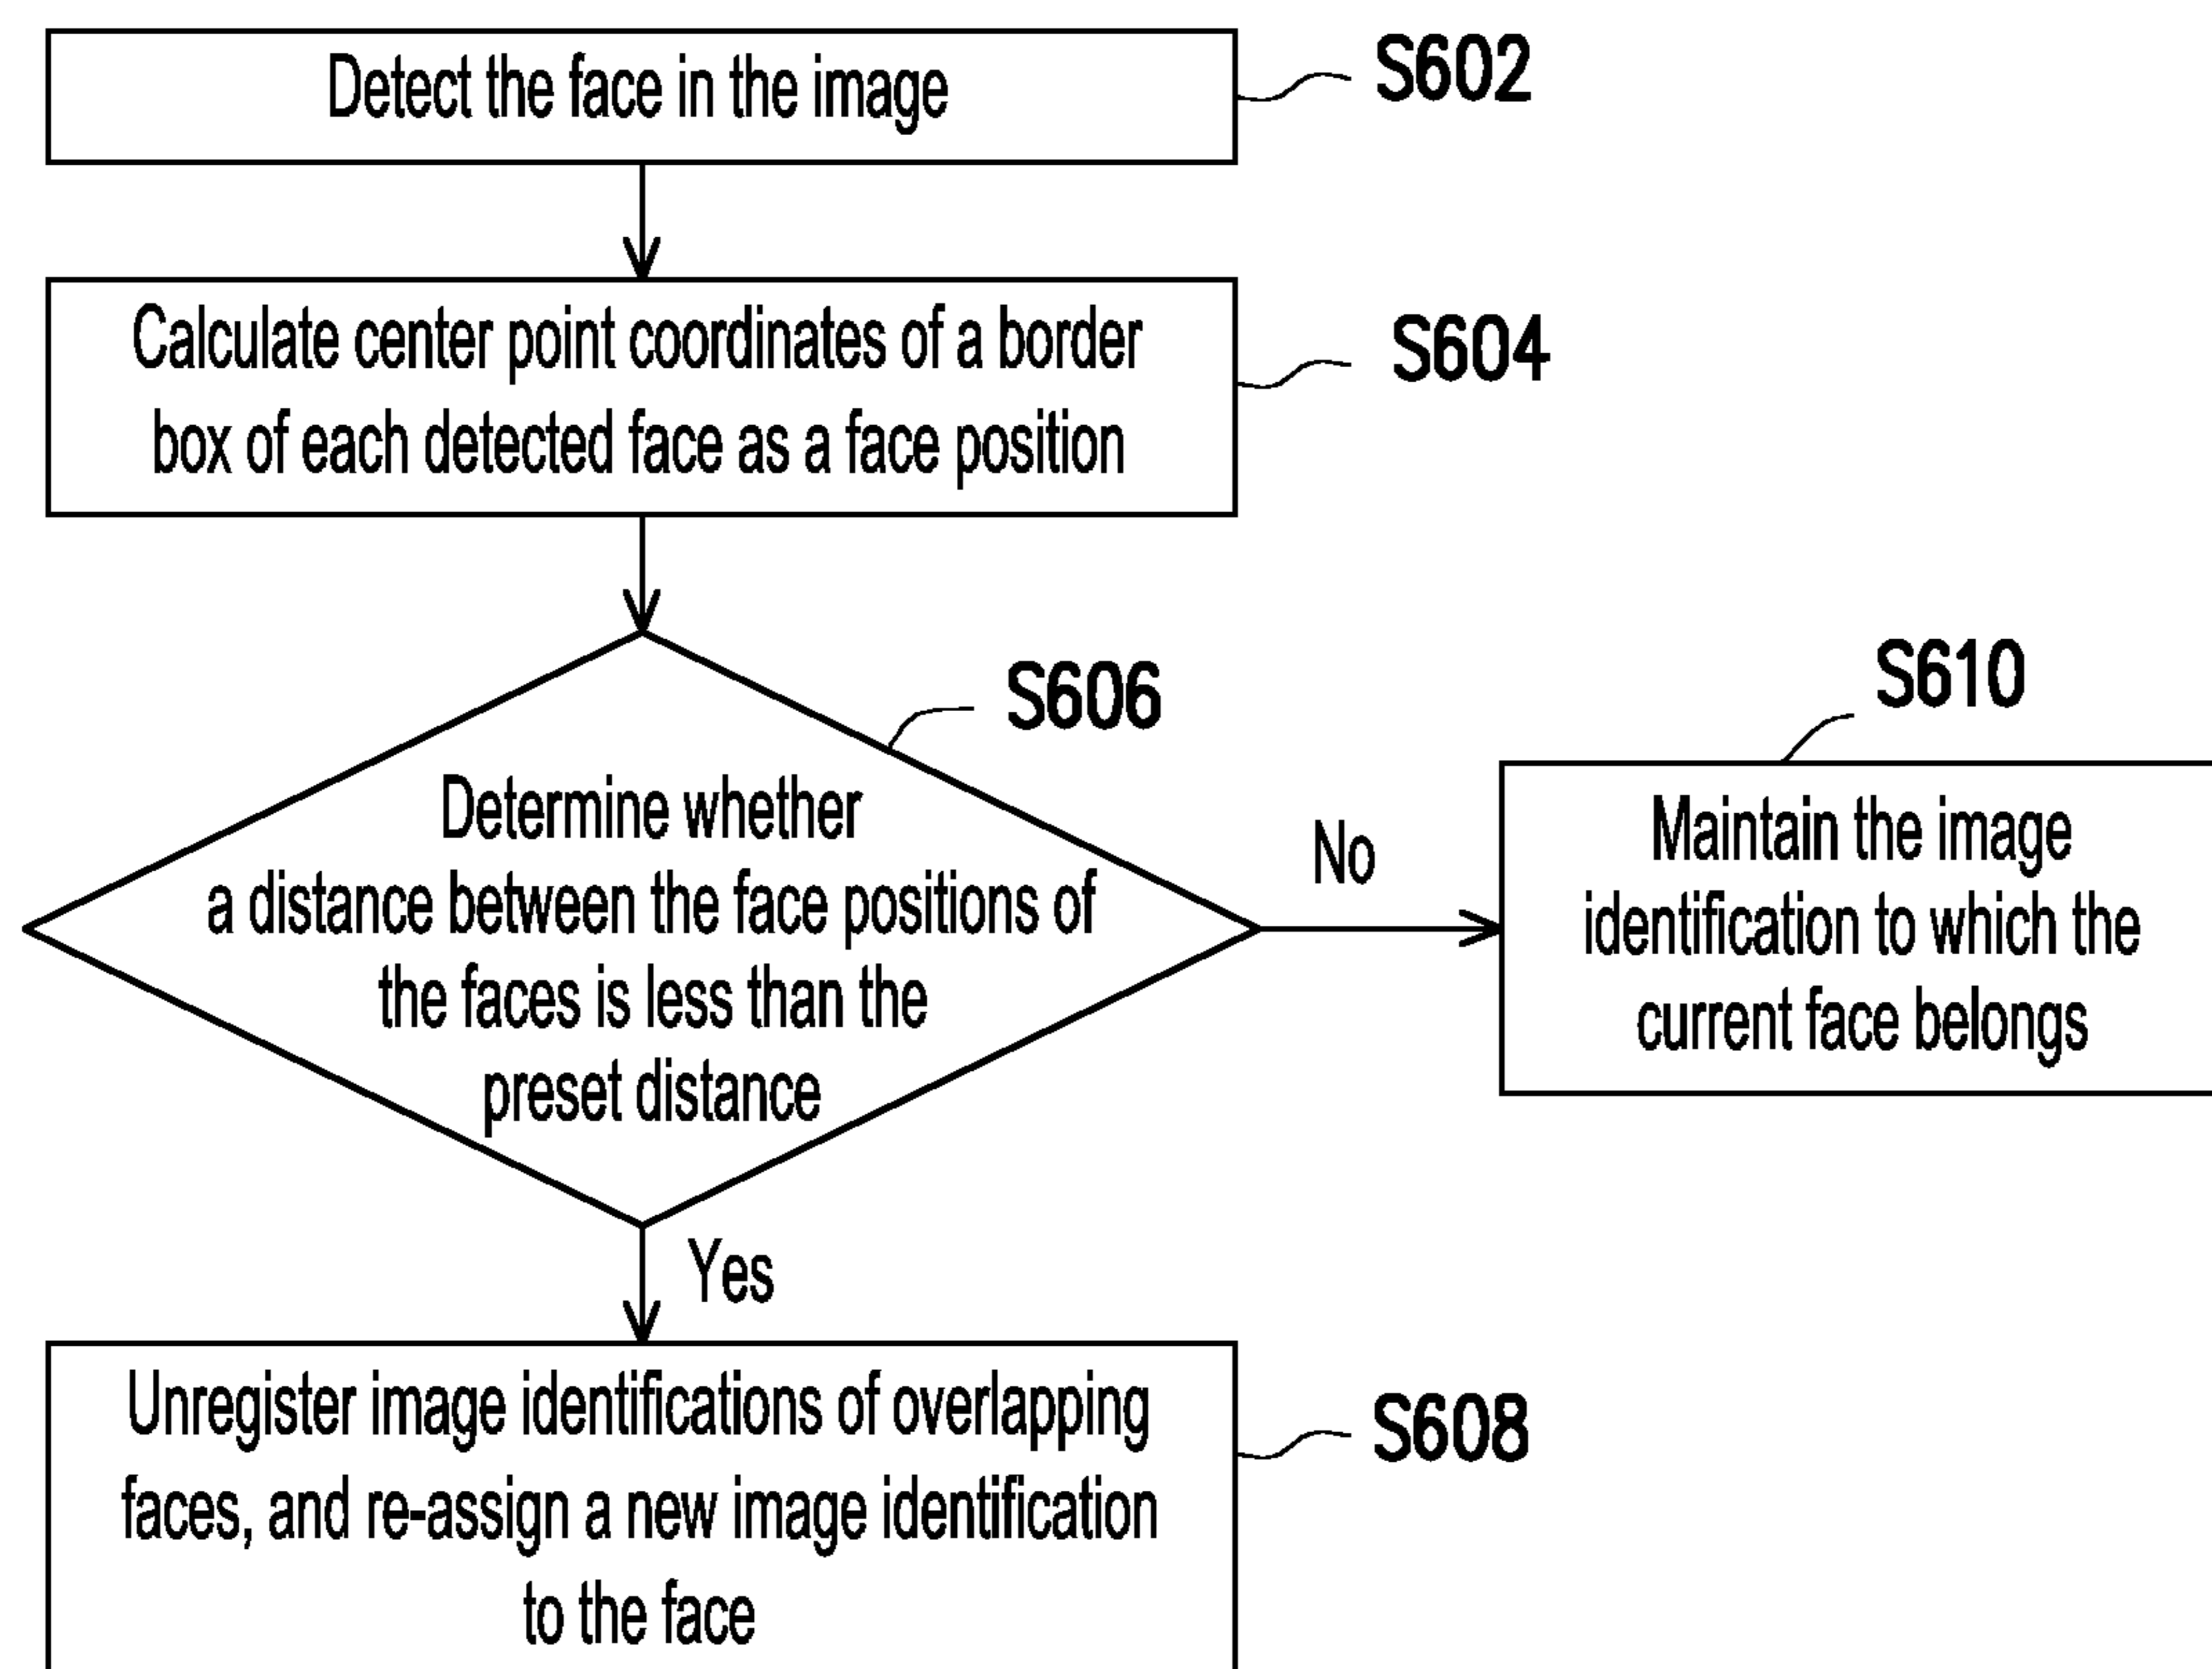 Detect the face in the image
S602
Calculate center point coordinates of a border
box of each detected face as a face position
S604
S606
Determine whether
a distance between the face positions of
the faces is less than the
preset distance
No
S610
Maintain the image
identification to which the
current face belongs
Yes
Unregister image identifications of overlapping
faces, and re-assign a new image identification
to the face
S608